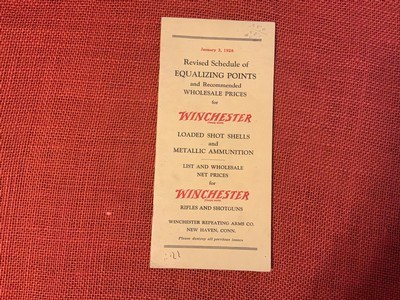 Revised Schedule of
EQUALIZING POINTS
and Recommended
WHOLESALE PRICES
for
WINCHESTER
LOADED SHOT SHELLS
and
METALLIC AMMUNITION
LIST AND WHOLESALE
NET PRICES
for
WINCHESTER
RIFLES AND SHOTGUNS
WINCHESTER REPEATING ARMS CO.
NEW HAVEN, CONN.
Please destroy all previous issues